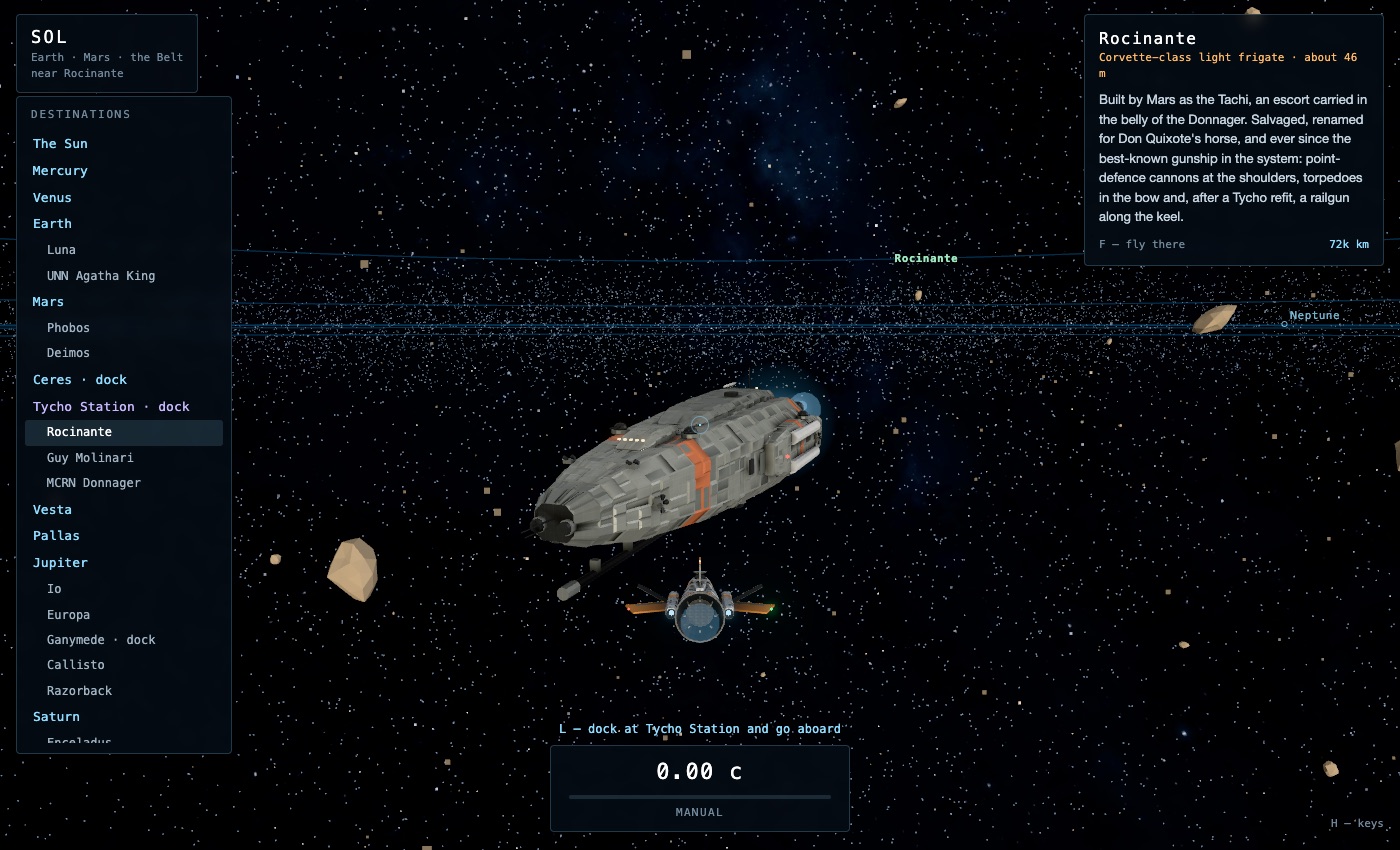 SOL
Earth · Mars · the Belt
near Rocinante
DESTINATIONS
The Sun
Mercury
Venus
Earth
Luna
UNN Agatha King
Mars
Phobos
Deimos
Ceres · dock
Tycho Station · dock
Rocinante
Guy Molinari
MCRN Donnager
Vesta
Pallas
Jupiter
Io
Europa
Ganymede · dock
Callisto
Razorback
Saturn
Enceladus
Rocinante
Neptune
Rocinante
Corvette-class light frigate · about 46
m
Built by Mars as the Tachi, an escort carried in
the belly of the Donnager. Salvaged, renamed
for Don Quixote's horse, and ever since the
best-known gunship in the system: point-
defence cannons at the shoulders, torpedoes
in the bow and, after a Tycho refit, a railgun
along the keel.
F — fly there
72k km
L — dock at Tycho Station and go aboard
0.00 c
MANUAL
H — keys